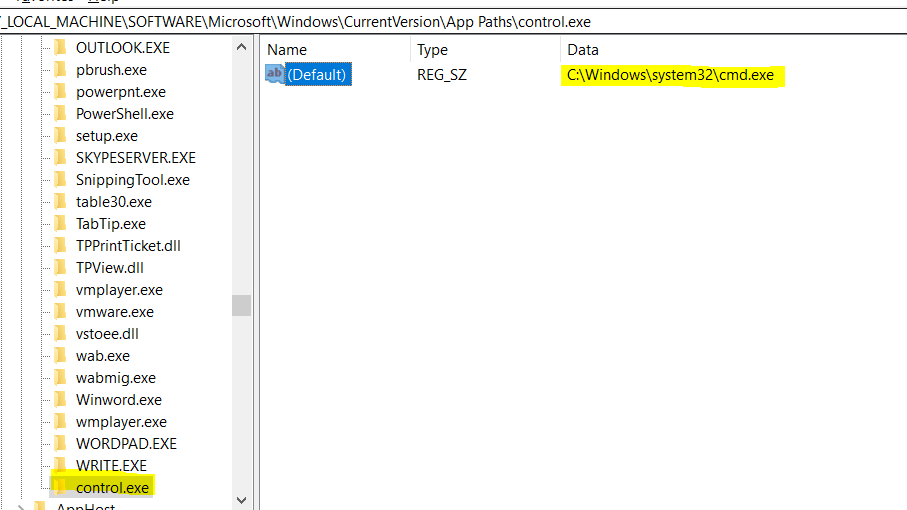 _LOCAL_MACHINE\SOFTWARE\Microsoft\Windows\CurrentVersion\App Paths\control.exe
Name Type Data
ab (Default) REG_SZ C:\Windows\system32\cmd.exe
OUTLOOK.EXE
pbrush.exe
powerpnt.exe
PowerShell.exe
setup.exe
SKYPESERVER.EXE
SnippingTool.exe
table30.exe
TabTip.exe
TPPrintTicket.dll
TPView.dll
vmplayer.exe
vmware.exe
vstoee.dll
wab.exe
wabmig.exe
Winword.exe
wmplayer.exe
WORDPAD.EXE
WRITE.EXE
control.exe
AppHost